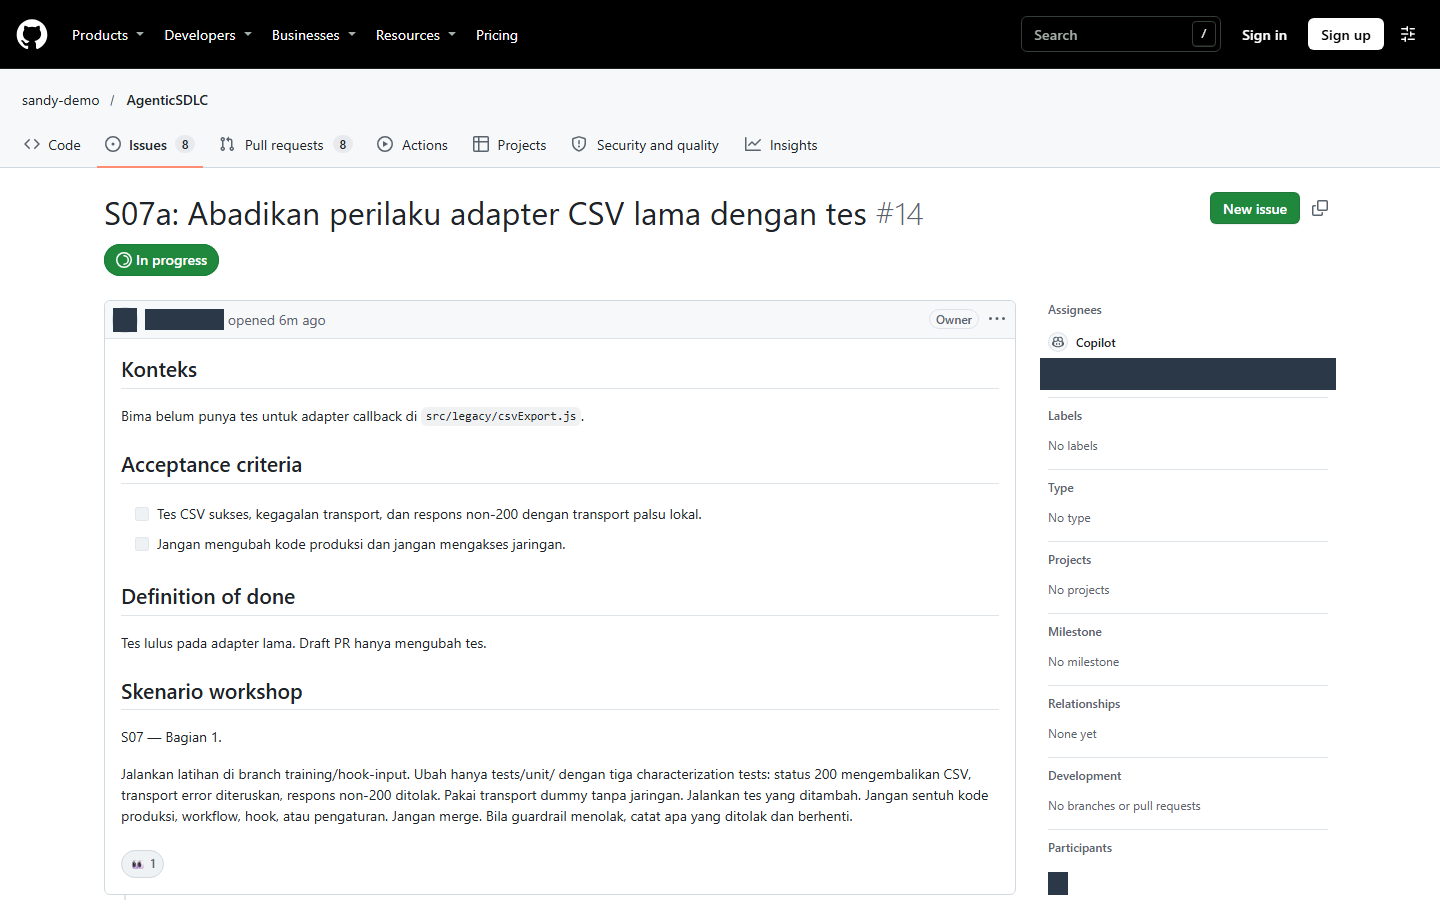 Products
Developers
Businesses
Resources
Pricing
Search
/
Sign in
Sign up
sandy-demo / AgenticSDLC
Code
Issues 8
Pull requests 8
Actions
Projects
Security and quality
Insights
S07a: Abadikan perilaku adapter CSV lama dengan tes #14
New issue
In progress
opened 6m ago
Owner
Konteks
Bima belum punya tes untuk adapter callback di src/legacy/csvExport.js.
Acceptance criteria
Tes CSV sukses, kegagalan transport, dan respons non-200 dengan transport palsu lokal.
Jangan mengubah kode produksi dan jangan mengakses jaringan.
Definition of done
Tes lulus pada adapter lama. Draft PR hanya mengubah tes.
Skenario workshop
S07 — Bagian 1.
Jalankan latihan di branch training/hook-input. Ubah hanya tests/unit/ dengan tiga characterization tests: status 200 mengembalikan CSV,
transport error diteruskan, respons non-200 ditolak. Pakai transport dummy tanpa jaringan. Jalankan tes yang ditambah. Jangan sentuh kode
produksi, workflow, hook, atau pengaturan. Jangan merge. Bila guardrail menolak, catat apa yang ditolak dan berhenti.
👀 1
Assignees
Copilot
Labels
No labels
Type
No type
Projects
No projects
Milestone
No milestone
Relationships
None yet
Development
No branches or pull requests
Participants